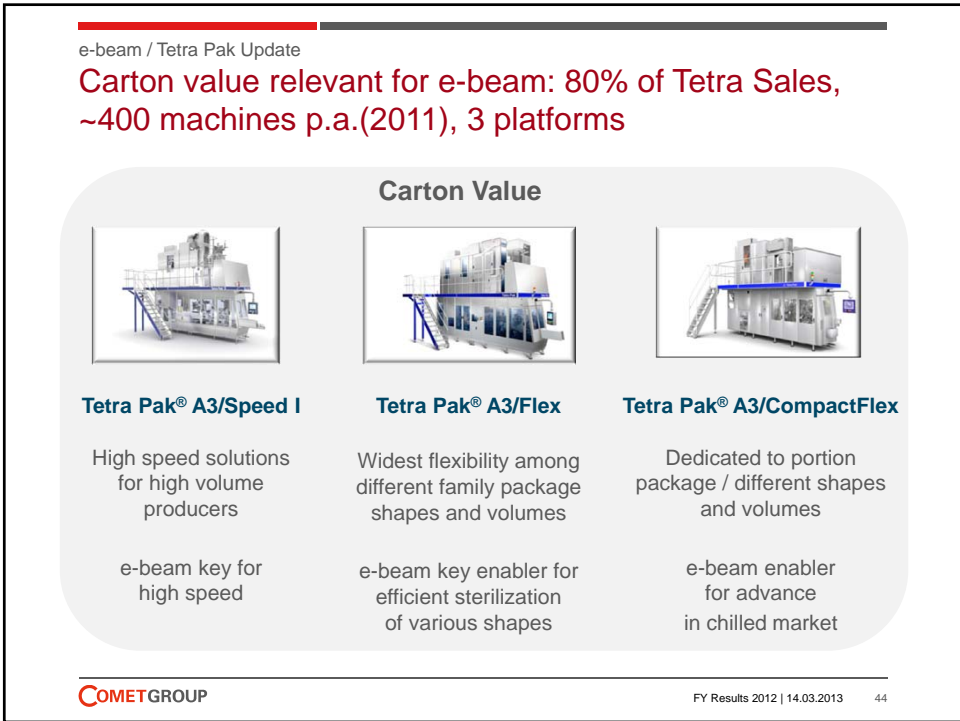 e-beam / Tetra Pak Update
Carton value relevant for e-beam: 80% of Tetra Sales,
~400 machines p.a.(2011), 3 platforms
Carton Value
Tetra Pak® A3/Speed I
High speed solutions
for high volume
producers
e-beam key for
high speed
Tetra Pak® A3/Flex
Widest flexibility among
different family package
shapes and volumes
e-beam key enabler for
efficient sterilization
of various shapes
Tetra Pak® A3/CompactFlex
Dedicated to portion
package / different shapes
and volumes
e-beam enabler
for advance
in chilled market
COMETGROUP
FY Results 2012 | 14.03.2013 44